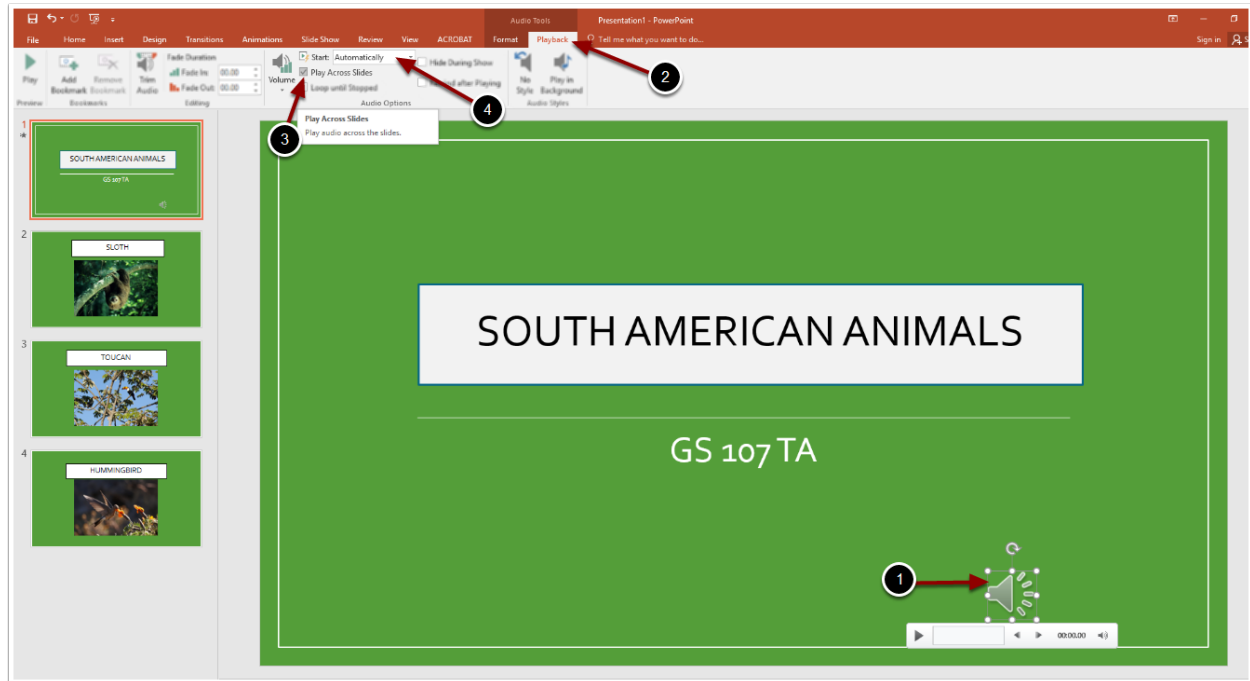 Audio Tools
Presentation1 - PowerPoint
File Home Insert Design Transitions Animations Slide Show Review View ACROBAT Format Playback Tell me what you want to do... Sign in
Play
Preview
Add Bookmark
Remove Bookmark
Bookmarks
Trim Audio
Fade Duration
Fade In: 00.00
Fade Out: 00.00
Editing
Volume
Start: Automatically
Play Across Slides
Loop until Stopped
Hide During Show
after Playing
Audio Options
No Style
Play in Background
Audio Styles
2
4
3
Play Across Slides
Play audio across the slides.
1
SOUTH AMERICAN ANIMALS
GS 107TA
2
SLOTH
3
TOUCAN
4
HUMMINGBIRD
SOUTH AMERICAN ANIMALS
GS 107 TA
1
00:00.00